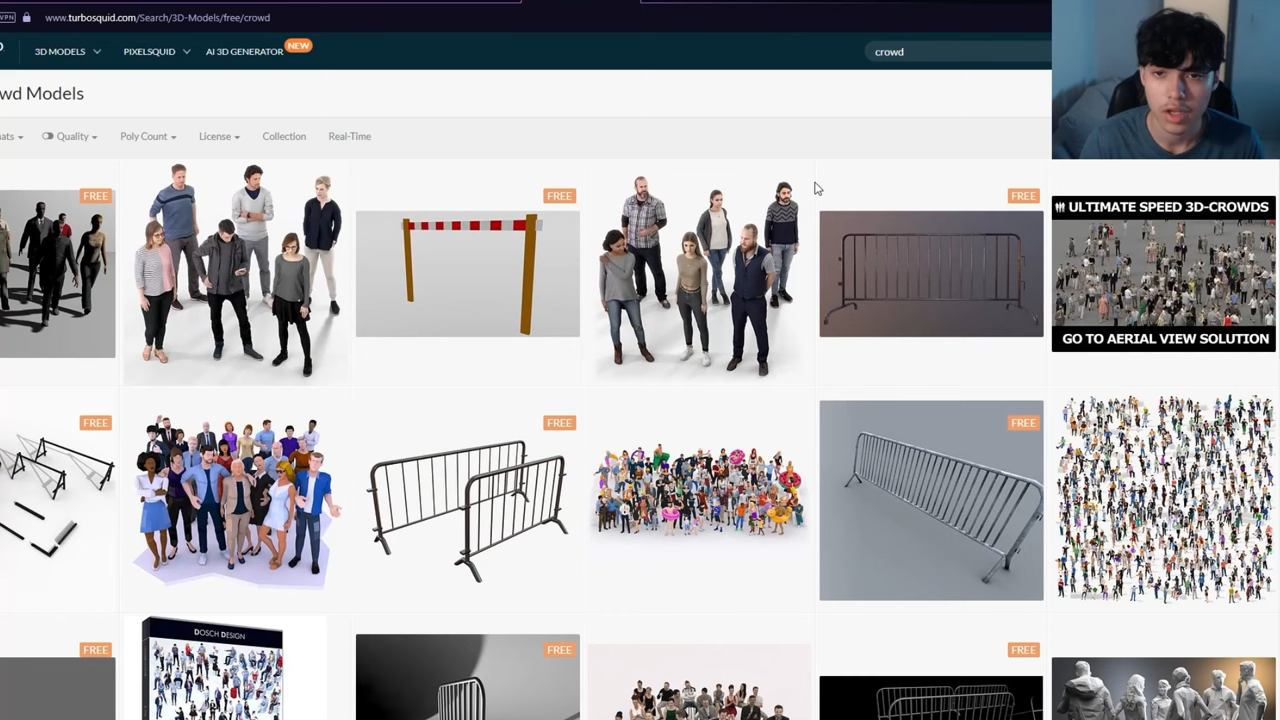 VPN
www.turbosquid.com/Search/3D-Models/free/crowd
3D MODELS
PIXELSQUID
AI 3D GENERATOR
NEW
crowd
wd Models
ats
Quality
Poly Count
License
Collection
Real-Time
FREE
FREE
FREE
ULTIMATE SPEED 3D-CROWDS
GO TO AERIAL VIEW SOLUTION
FREE
FREE
FREE
FREE
DOSCH DESIGN
FREE
FREE